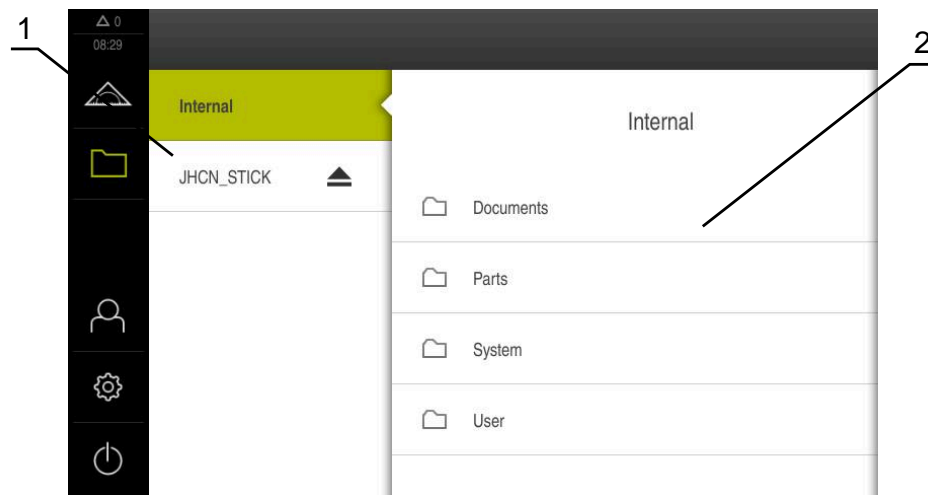 1
2
0
08:29
Internal
Internal
JHCN_STICK
Documents
Parts
System
User